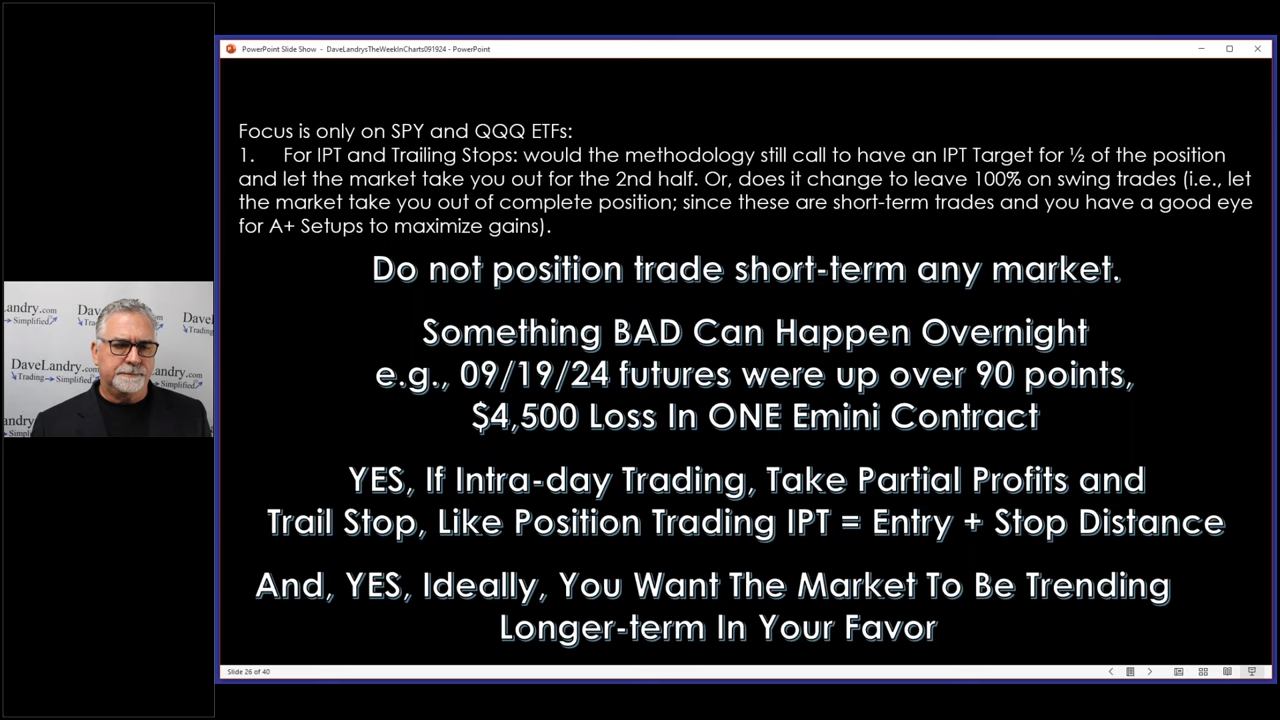 PowerPoint Slide Show - DaveLandrysTheWeekInCharts091924 - PowerPoint
Focus is only on SPY and QQQ ETFs:
1. For IPT and Trailing Stops: would the methodology still call to have an IPT Target for ½ of the position
and let the market take you out for the 2nd half. Or, does it change to leave 100% on swing trades (i.e., let
the market take you out of complete position; since these are short-term trades and you have a good eye
for A+ Setups to maximize gains).
Do not position trade short-term any market.
Something BAD Can Happen Overnight
e.g., 09/19/24 futures were up over 90 points,
$4,500 Loss In ONE Emini Contract
YES, If Intra-day Trading, Take Partial Profits and
Trail Stop, Like Position Trading IPT = Entry + Stop Distance
And, YES, Ideally, You Want The Market To Be Trending
Longer-term In Your Favor
Slide 26 of 40
Landry.com
Simplified
DaveLandry.com
Trading Simplified